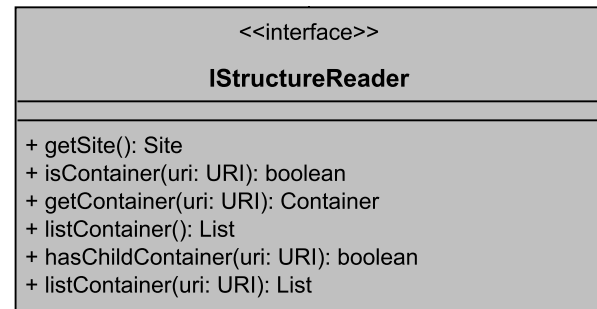 <<interface>>
IStructureReader
+ getSite(): Site
+ isContainer(uri: URI): boolean
+ getContainer(uri: URI): Container
+ listContainer(): List
+ hasChildContainer(uri: URI): boolean
+ listContainer(uri: URI): List